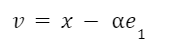 v = x − αe₁